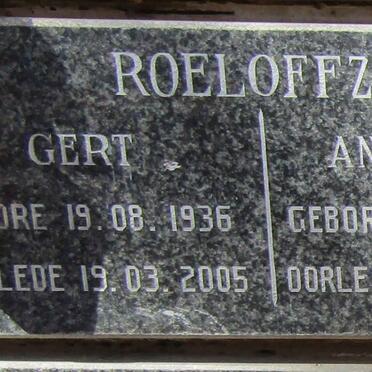 ROELOFFZ
GERT AN
ORE 19.08.1936 GEBOR
LEDE 19.03.2005 OORLE